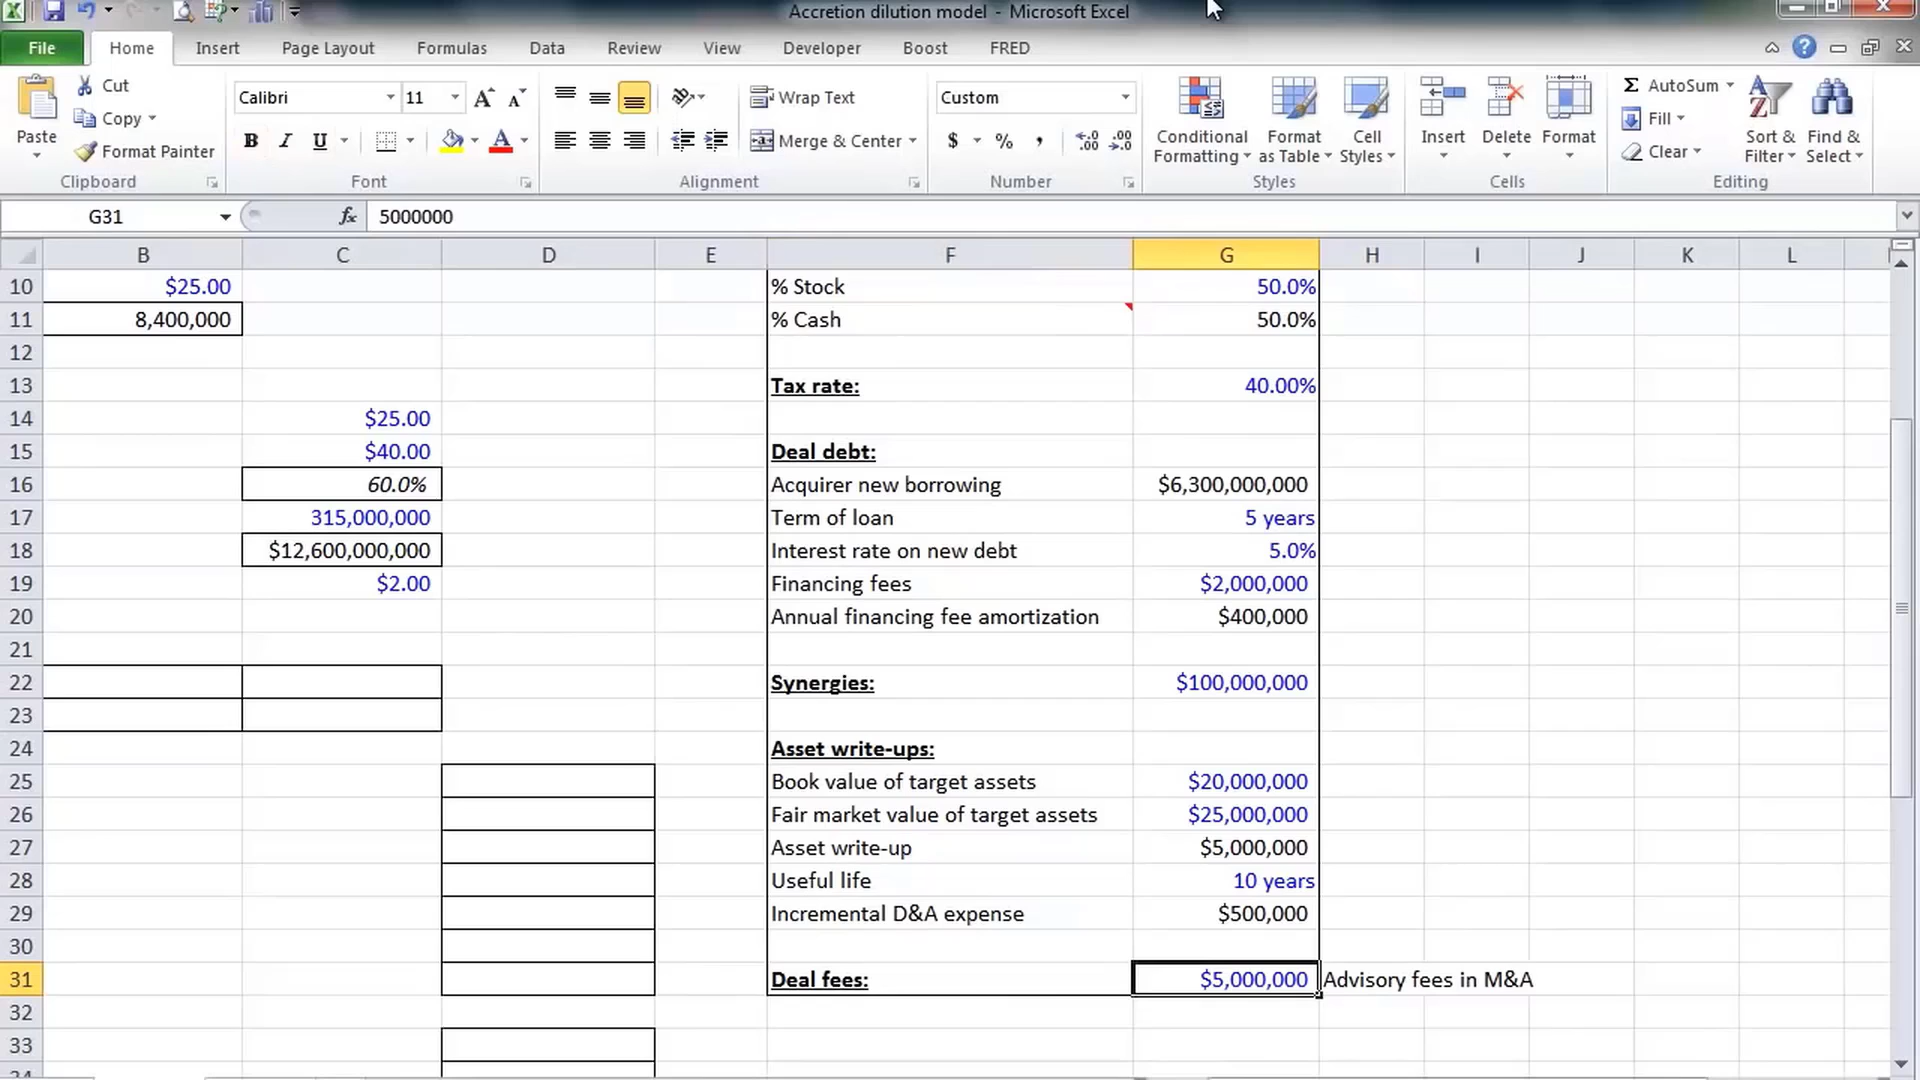 Accretion dilution model - Microsoft Excel
File Home Insert Page Layout Formulas Data Review View Developer Boost FRED
Paste Cut Copy Format Painter Clipboard
Calibri 11 B I U A A A Font
Wrap Text Merge & Center Alignment
Custom $ % , Number
Conditional Formatting Format as Table Cell Styles Styles
Insert Delete Format Cells
Σ AutoSum Fill Clear Sort & Filter Find & Select Editing
G31 fx 5000000
B C D E F G H I J K L
10 $25.00 % Stock 50.0%
11 8,400,000 % Cash 50.0%
12
13 Tax rate: 40.00%
14 $25.00
15 $40.00 Deal debt:
16 60.0% Acquirer new borrowing $6,300,000,000
17 315,000,000 Term of loan 5 years
18 $12,600,000,000 Interest rate on new debt 5.0%
19 $2.00 Financing fees $2,000,000
20 Annual financing fee amortization $400,000
21
22 Synergies: $100,000,000
23
24 Asset write-ups:
25 Book value of target assets $20,000,000
26 Fair market value of target assets $25,000,000
27 Asset write-up $5,000,000
28 Useful life 10 years
29 Incremental D&A expense $500,000
30
31 Deal fees: $5,000,000 Advisory fees in M&A
32
33
34